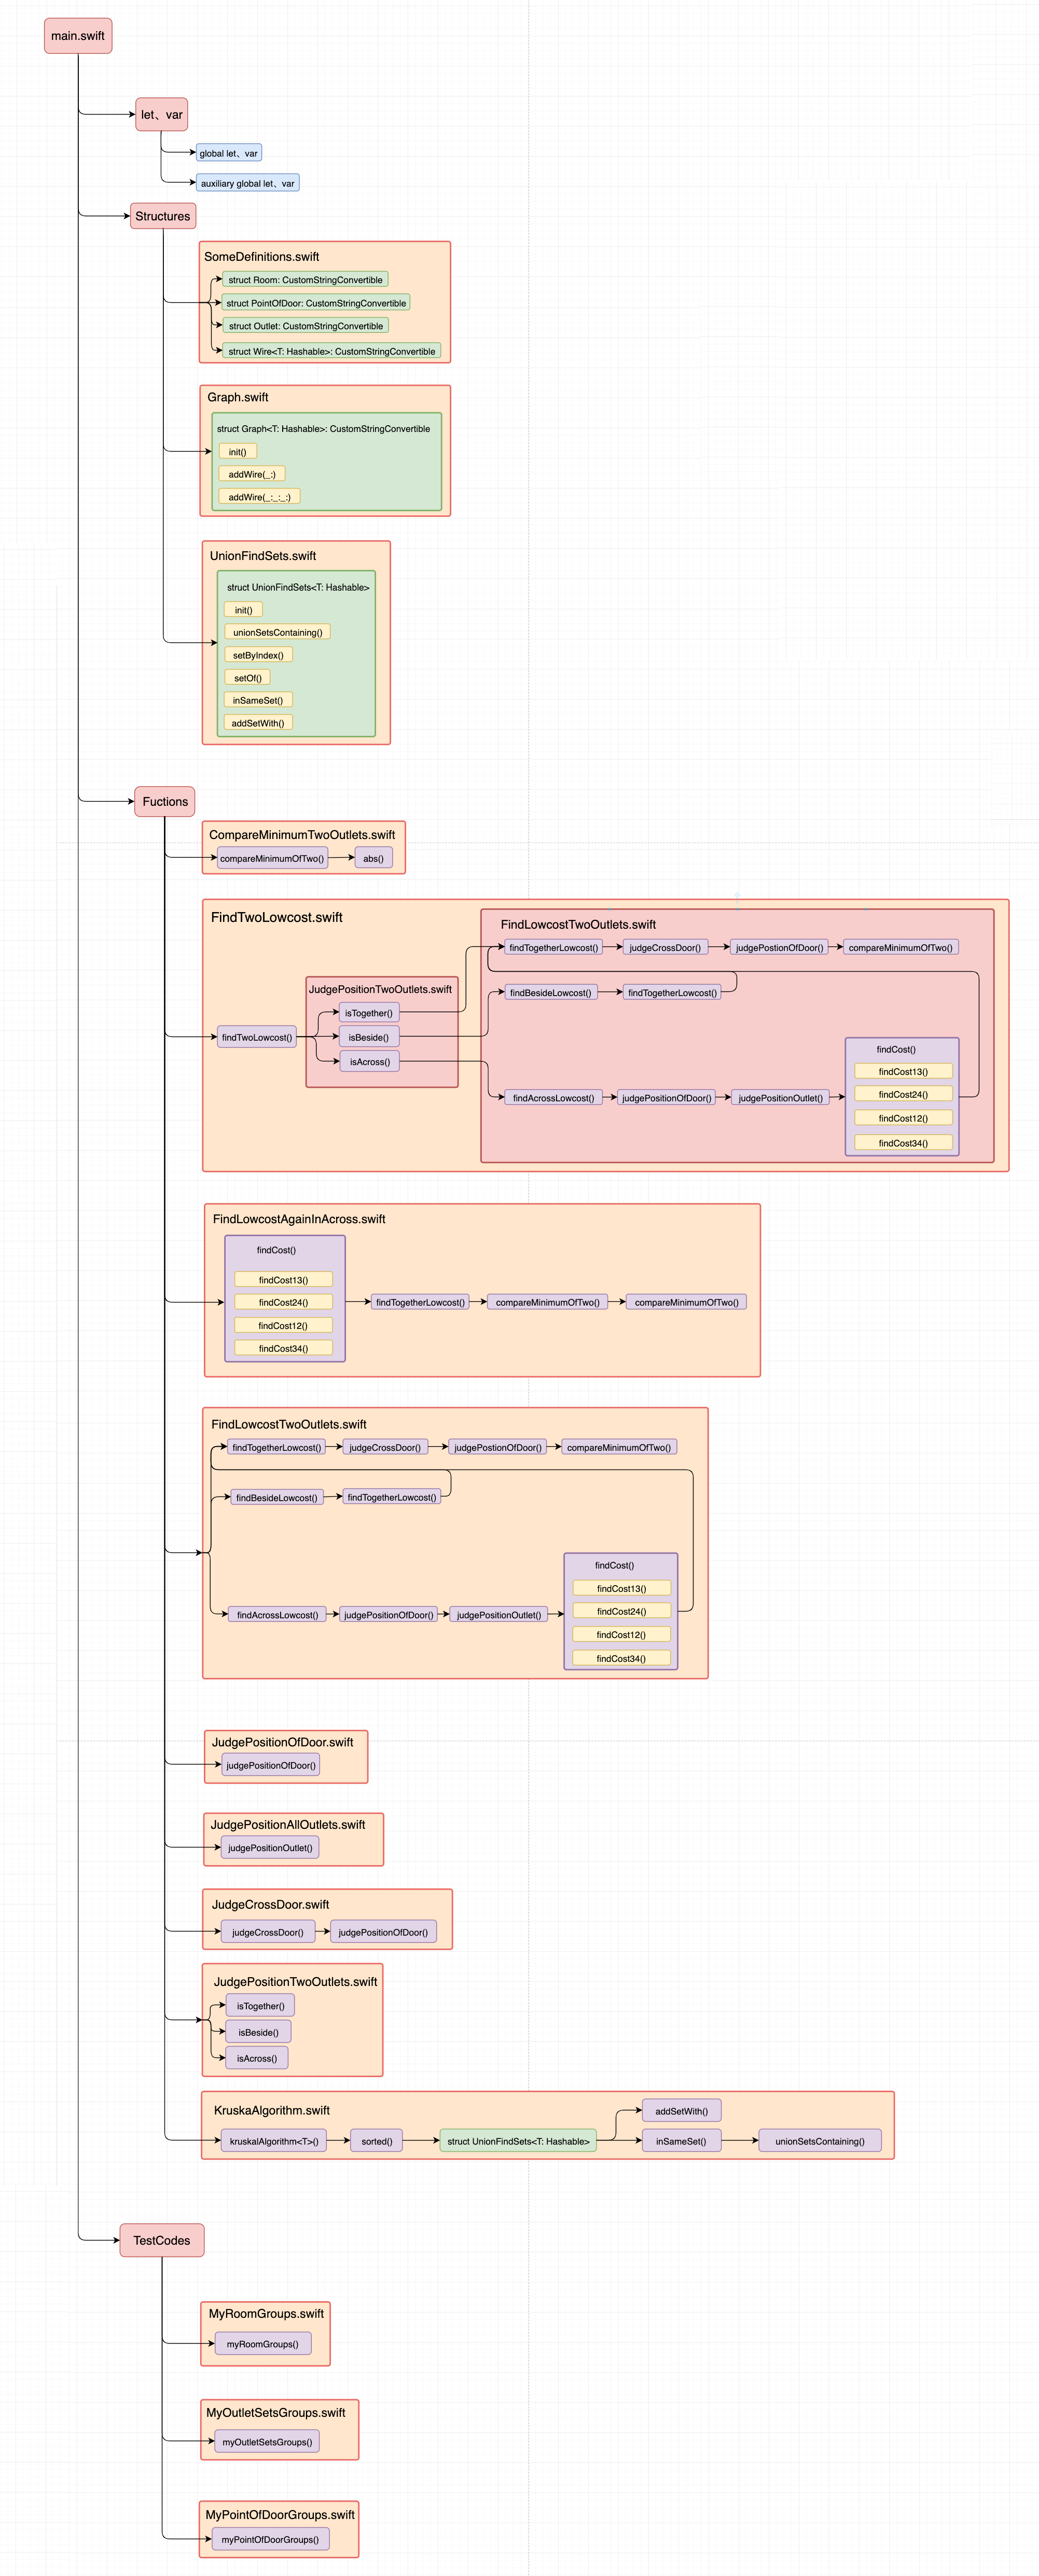 main.swift
let、var
global let、var
auxiliary global let、var
Structures
SomeDefinitions.swift
struct Room: CustomStringConvertible
struct PointOfDoor: CustomStringConvertible
struct Outlet: CustomStringConvertible
struct Wire<T: Hashable>: CustomStringConvertible
Graph.swift
struct Graph<T: Hashable>: CustomStringConvertible
init()
addWire(_:)
addWire(_:_:_:)
UnionFindSets.swift
struct UnionFindSets<T: Hashable>
init()
unionSetsContaining()
setByIndex()
setOf()
inSameSet()
addSetWith()
Fuctions
CompareMinimumTwoOutlets.swift
compareMinimumOfTwo()
abs()
FindTwoLowcost.swift
findTwoLowcost()
JudgePositionTwoOutlets.swift
isTogether()
isBeside()
isAcross()
FindLowcostTwoOutlets.swift
findTogetherLowcost()
judgeCrossDoor()
judgePostionOfDoor()
compareMinimumOfTwo()
findBesideLowcost()
findTogetherLowcost()
findAcrossLowcost()
judgePositionOfDoor()
judgePositionOutlet()
findCost()
findCost13()
findCost24()
findCost12()
findCost34()
FindLowcostAgainInAcross.swift
findCost()
findCost13()
findCost24()
findCost12()
findCost34()
findTogetherLowcost()
compareMinimumOfTwo()
compareMinimumOfTwo()
FindLowcostTwoOutlets.swift
findTogetherLowcost()
judgeCrossDoor()
judgePostionOfDoor()
compareMinimumOfTwo()
findBesideLowcost()
findTogetherLowcost()
findAcrossLowcost()
judgePositionOfDoor()
judgePositionOutlet()
findCost()
findCost13()
findCost24()
findCost12()
findCost34()
JudgePositionOfDoor.swift
judgePositionOfDoor()
JudgePositionAllOutlets.swift
judgePositionOutlet()
JudgeCrossDoor.swift
judgeCrossDoor()
judgePositionOfDoor()
JudgePositionTwoOutlets.swift
isTogether()
isBeside()
isAcross()
KruskaAlgorithm.swift
kruskalAlgorithm<T>()
sorted()
struct UnionFindSets<T: Hashable>
addSetWith()
inSameSet()
unionSetsContaining()
TestCodes
MyRoomGroups.swift
myRoomGroups()
MyOutletSetsGroups.swift
myOutletSetsGroups()
MyPointOfDoorGroups.swift
myPointOfDoorGroups()